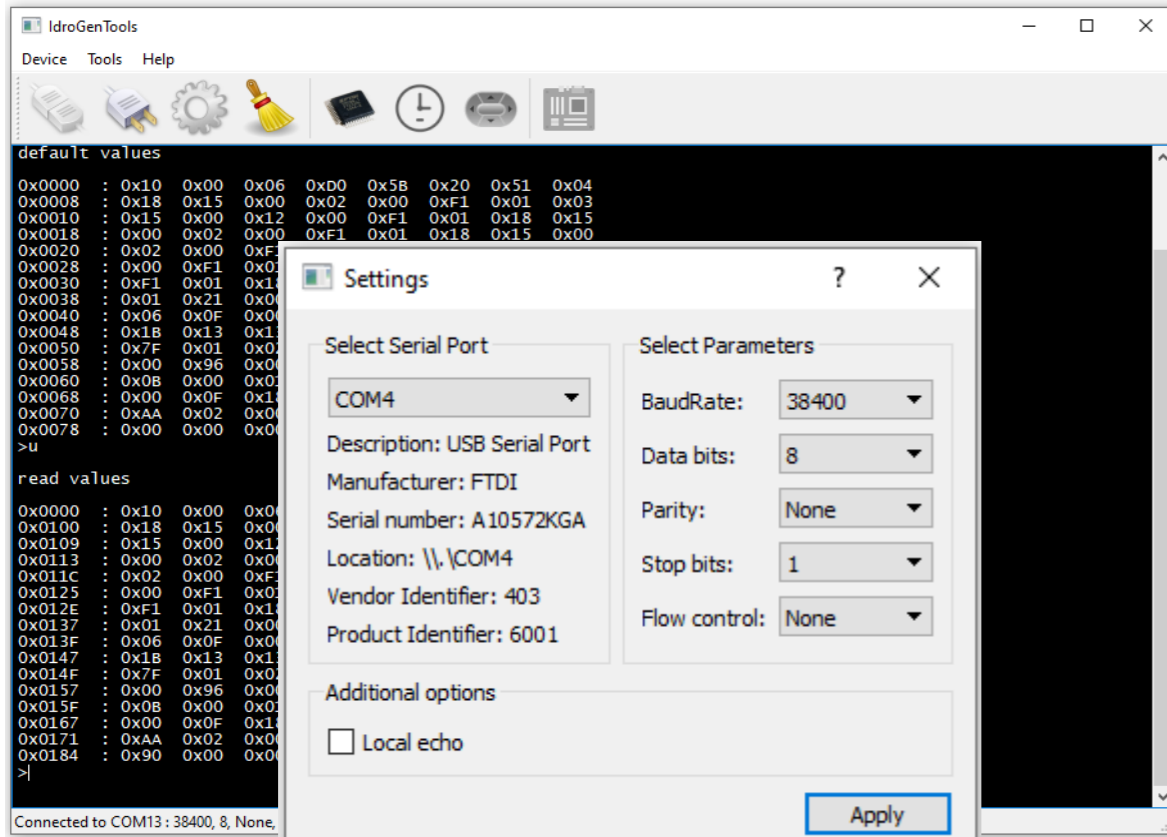 IdroGenTools
Device Tools Help
default values
0x0000 : 0x10 0x00 0x06 0xD0 0x5B 0x20 0x51 0x04
0x0008 : 0x18 0x15 0x00 0x02 0x00 0xF1 0x01 0x03
0x0010 : 0x15 0x00 0x12 0x00 0xF1 0x01 0x18 0x15
0x0018 : 0x00 0x02 0x00 0xF1 0x01 0x18 0x15 0x00
0x0020 : 0x02 0x00
0x0028 : 0x00 0xF1
0x0030 : 0xF1 0x01
0x0038 : 0x01 0x21
0x0040 : 0x06 0x0F
0x0048 : 0x1B 0x13
0x0050 : 0x7F 0x01
0x0058 : 0x00 0x96
0x0060 : 0x0B 0x00
0x0068 : 0x00 0x0F
0x0070 : 0xAA 0x02
0x0078 : 0x00 0x00
>u
read values
0x0000 : 0x10 0x00
0x0100 : 0x18 0x15
0x0109 : 0x15 0x00
0x0113 : 0x00 0x02
0x011C : 0x02 0x00
0x0125 : 0x00 0xF1
0x012E : 0xF1 0x01
0x0137 : 0x01 0x21
0x013F : 0x06 0x0F
0x0147 : 0x1B 0x13
0x014F : 0x7F 0x01
0x0157 : 0x00 0x96
0x015F : 0x0B 0x00
0x0167 : 0x00 0x0F
0x0171 : 0xAA 0x02
0x0184 : 0x90 0x00
>
Connected to COM13 : 38400, 8, None,
Settings
?
Select Serial Port
COM4
Description: USB Serial Port
Manufacturer: FTDI
Serial number: A10572KGA
Location: \\.\COM4
Vendor Identifier: 403
Product Identifier: 6001
Select Parameters
BaudRate: 38400
Data bits: 8
Parity: None
Stop bits: 1
Flow control: None
Additional options
Local echo
Apply